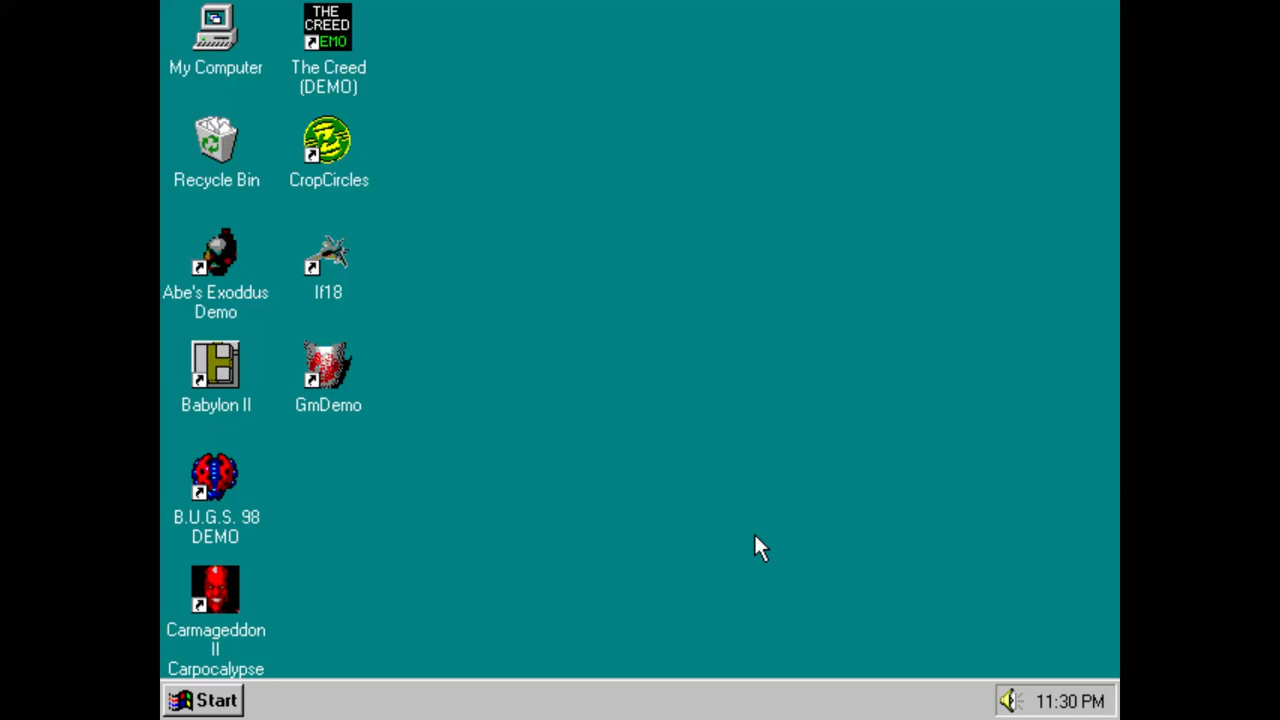 My Computer
THE
CREED
EMO
The Creed
(DEMO)
Recycle Bin
CropCircles
Abe's Exoddus
Demo
If18
Babylon II
GmDemo
B.U.G.S. 98
DEMO
Carmageddon
II
Carpocalypse
Start
11:30 PM